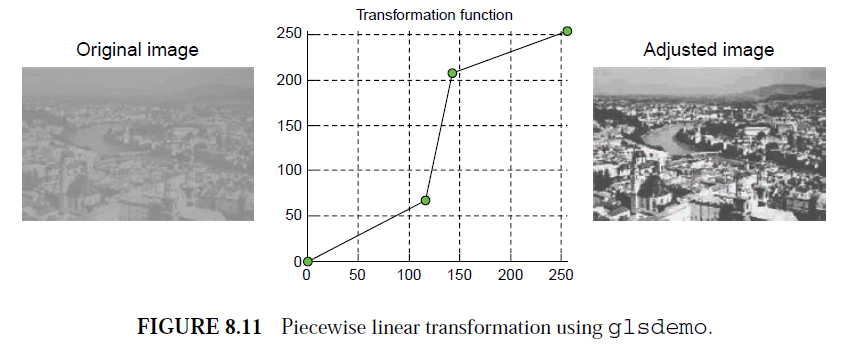 Transformation function
Original image
Adjusted image
250
200
150
100
50
0
0 50 100 150 200 250
FIGURE 8.11 Piecewise linear transformation using glsdemo.